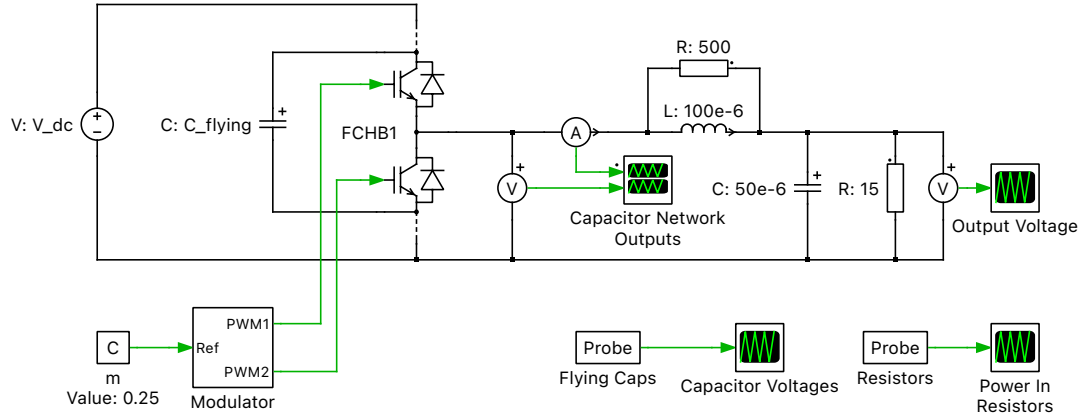 R: 500
V: V_dc
+
−
C: C_flying
+
FCHB1
A
L: 100e-6
+
V
C: 50e-6
+
R: 15
+
V
Capacitor Network
Outputs
Output Voltage
C
m
Value: 0.25
Ref
PWM1
PWM2
Modulator
Probe
Flying Caps
Capacitor Voltages
Probe
Resistors
Power In
Resistors